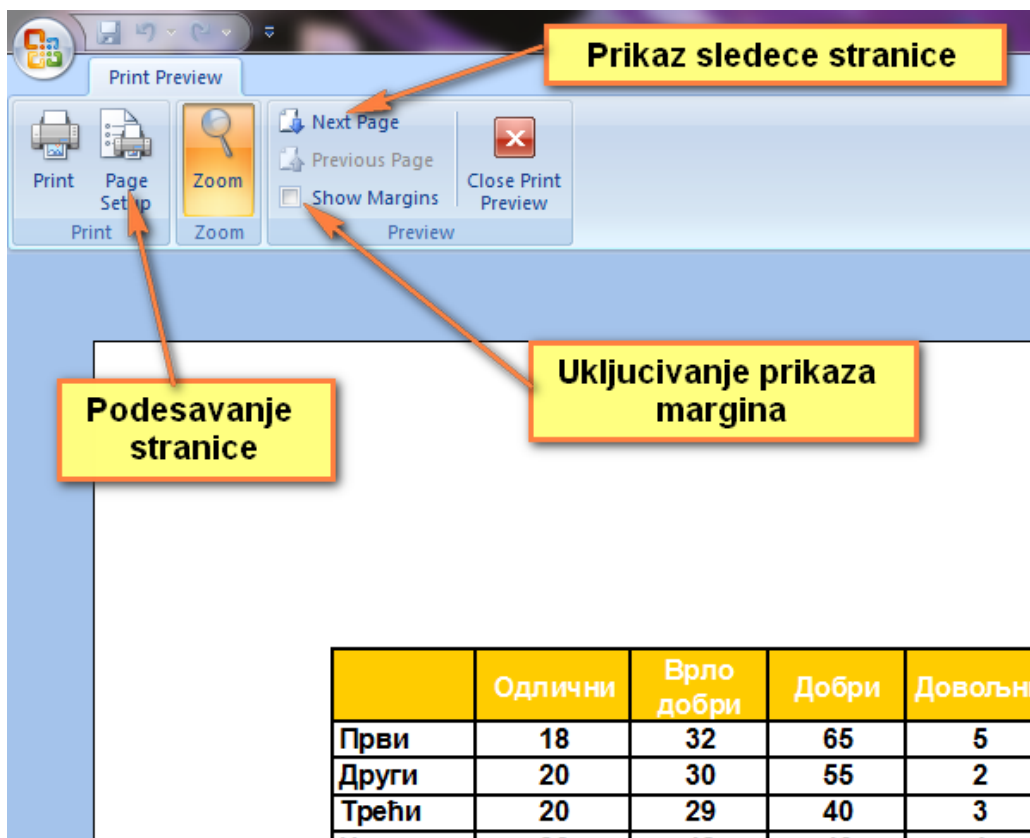 Prikaz sledece stranice
Print Preview
Next Page
Previous Page
Show Margins
Print
Page
Setup
Zoom
Close Print
Preview
Print
Zoom
Preview
Ukljucivanje prikaza
margina
Podesavanje
stranice
Одлични Врло добри Добри Довољни
Први 18 32 65 5
Други 20 30 55 2
Трећи 20 29 40 3